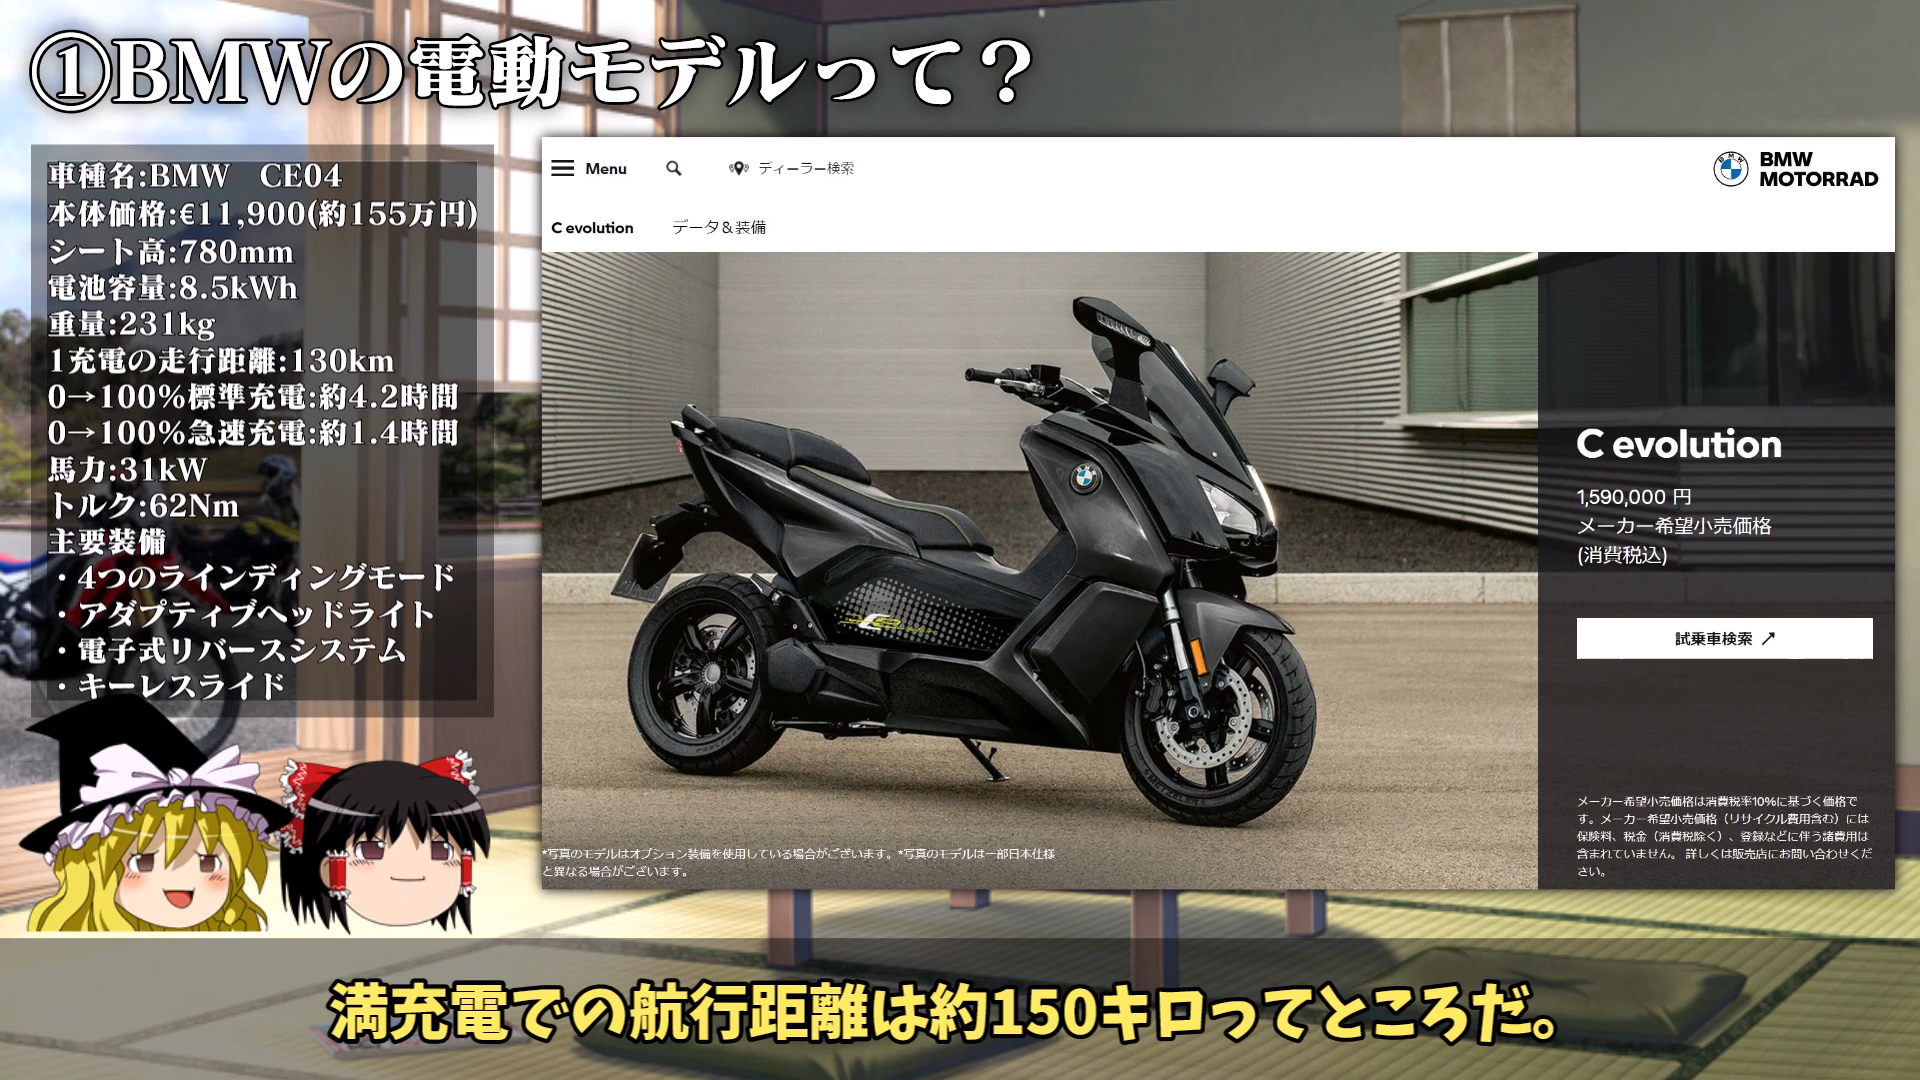 ①BMWの電動モデルって？
車種名:BMW　CE04
本体価格:€11,900(約155万円)
シート高:780mm
電池容量:8.5kWh
重量:231kg
1充電の走行距離:130km
0→100%標準充電:約4.2時間
0→100%急速充電:約1.4時間
馬力:31kW
トルク:62Nm
主要装備
・4つのラインディングモード
・アダプティブヘッドライト
・電子式リバースシステム
・キーレスライド
Menu
ディーラー検索
BMW
MOTORRAD
C evolution
データ＆装備
C evolution
1,590,000 円
メーカー希望小売価格
(消費税込)
試乗車検索 ↗
メーカー希望小売価格は消費税率10%に基づく価格で
す。メーカー希望小売価格（リサイクル費用含む）には
保険料、税金（消費税除く）、登録などに伴う諸費用は
含まれていません。 詳しくは販売店にお問い合わせくだ
さい。
*写真のモデルはオプション装備を使用している場合がございます。*写真のモデルは一部日本仕様
と異なる場合がございます。
満充電での航行距離は約150キロってところだ。